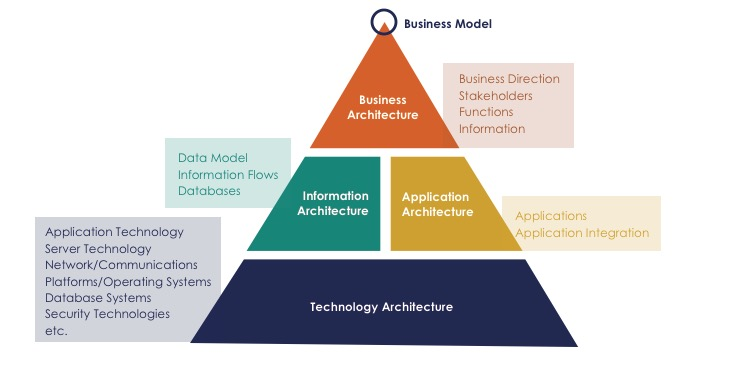 Business Model
Business
Architecture
Business Direction
Stakeholders
Functions
Information
Data Model
Information Flows
Databases
Information
Architecture
Application
Architecture
Applications
Application Integration
Application Technology
Server Technology
Network/Communications
Platforms/Operating Systems
Database Systems
Security Technologies
etc.
Technology Architecture